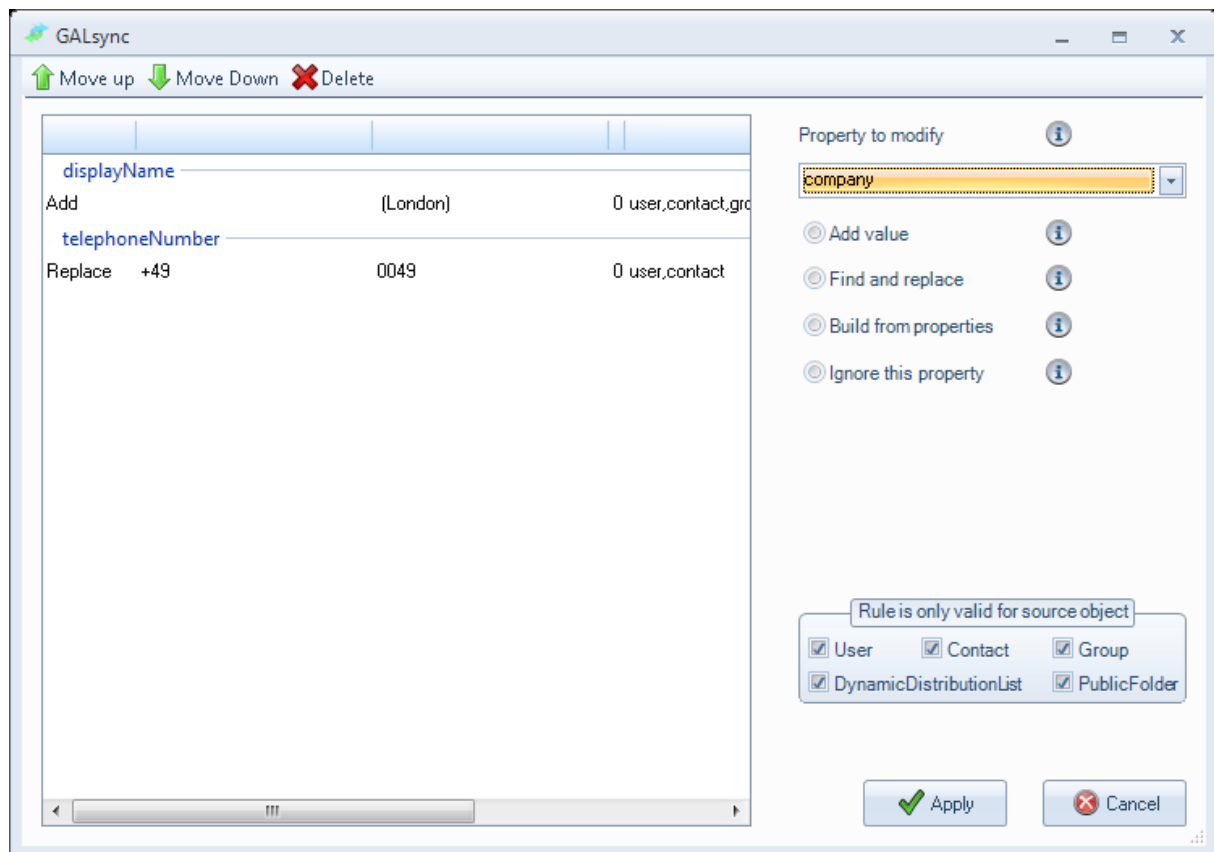 GALsync
Move up Move Down Delete
Property to modify
displayName
company
Add (London) 0 user,contact,gro
Add value
telephoneNumber
Replace +49 0049 0 user,contact
Find and replace
Build from properties
Ignore this property
Rule is only valid for source object
User Contact Group
DynamicDistributionList PublicFolder
Apply Cancel